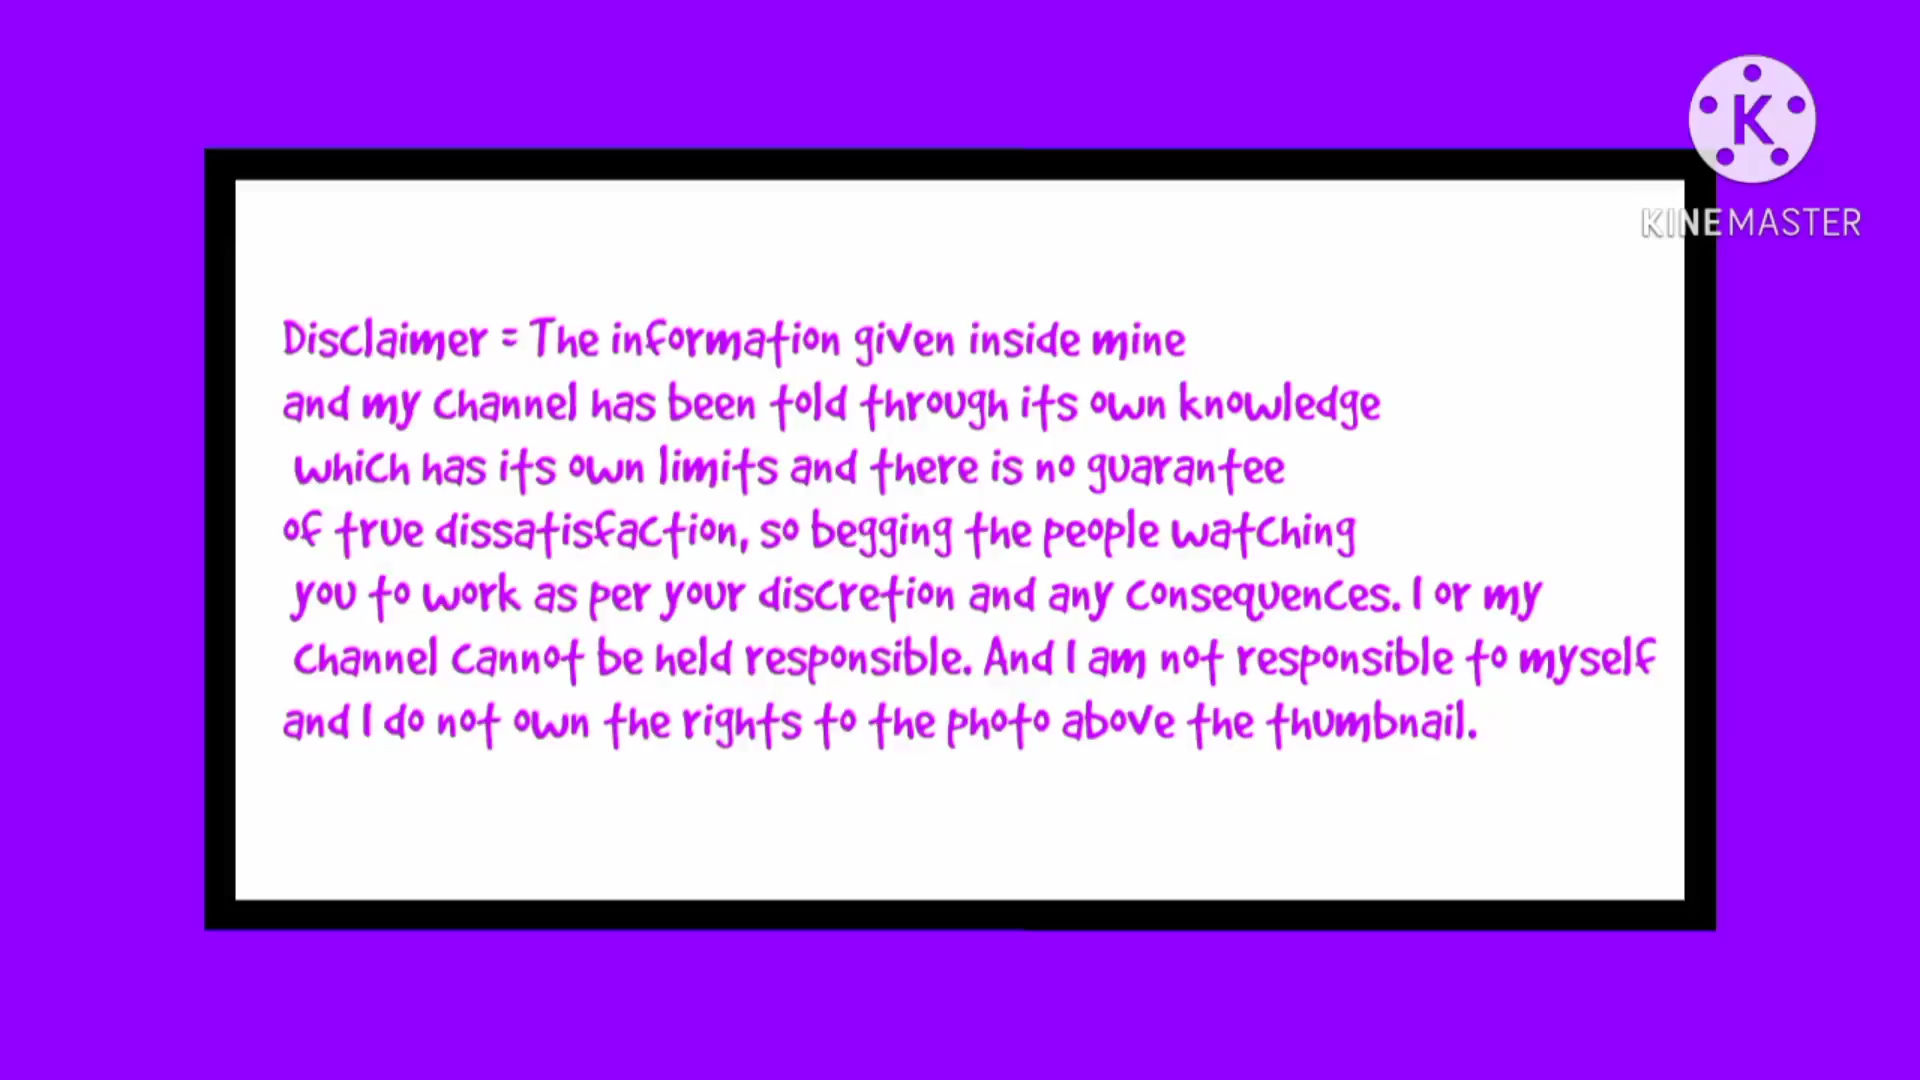 K
KINEMASTER
Disclaimer = The information given inside mine
and my channel has been told through its own knowledge
which has its own limits and there is no guarantee
of true dissatisfaction, so begging the people watching
you to work as per your discretion and any consequences. I or my
channel cannot be held responsible. And I am not responsible to myself
and I do not own the rights to the photo above the thumbnail.